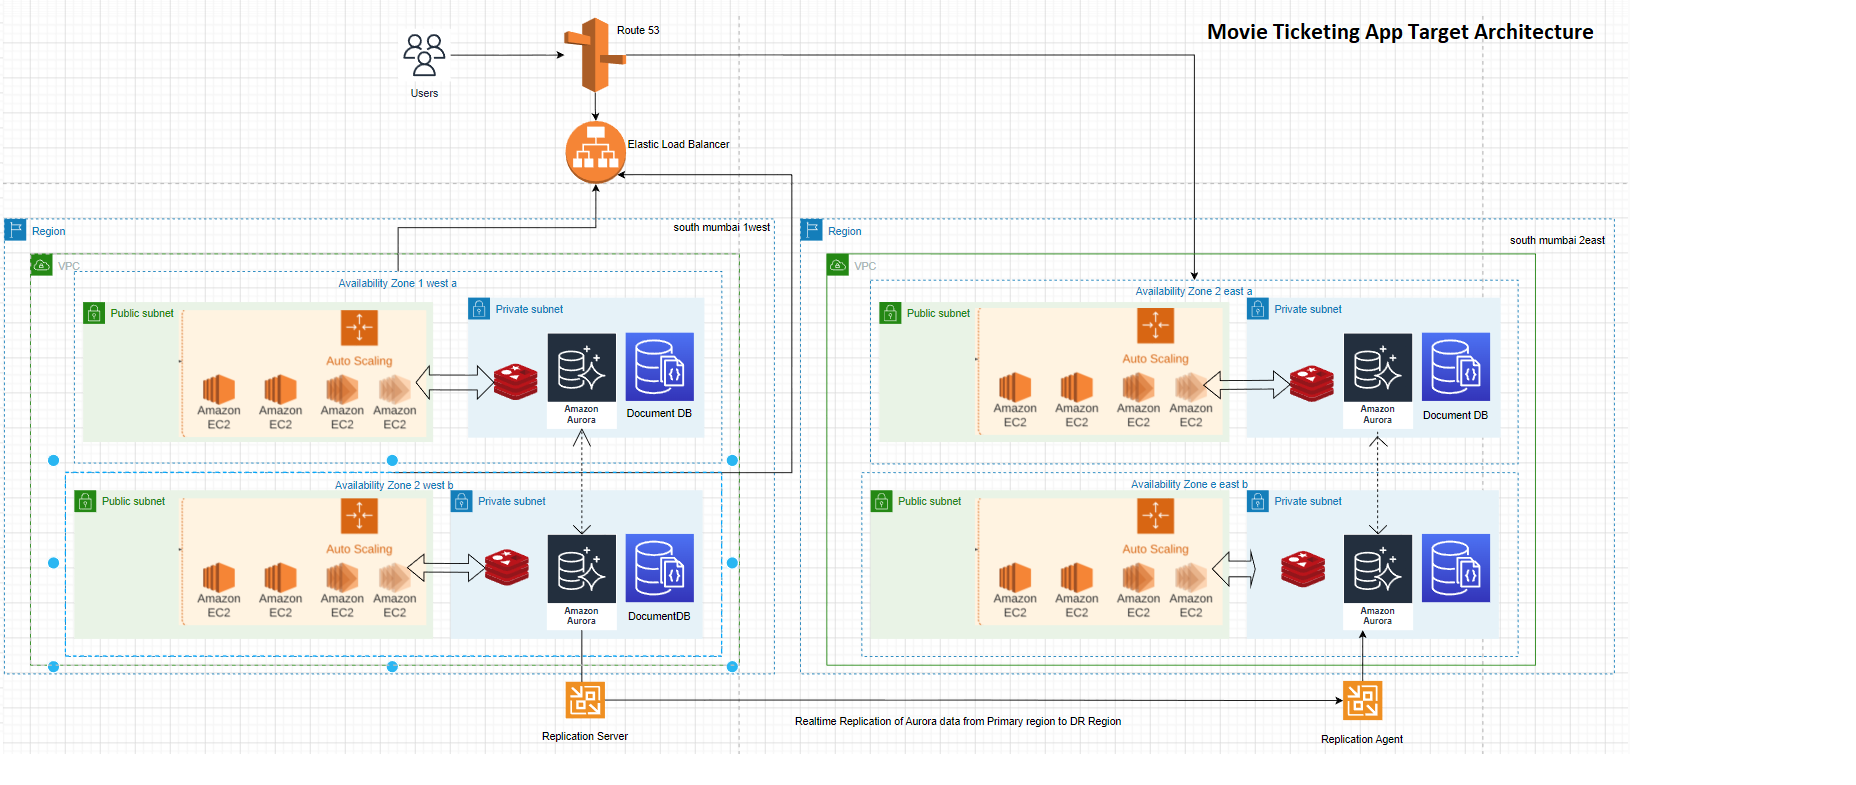 Movie Ticketing App Target Architecture
Route 53
Users
Elastic Load Balancer
Region
south mumbai 1west
VPC
Availability Zone 1 west a
Public subnet
Private subnet
Auto Scaling
Amazon
EC2
Amazon
EC2
Amazon
EC2
Amazon
EC2
Amazon
Aurora
Document DB
Availability Zone 2 west b
Public subnet
Private subnet
Auto Scaling
Amazon
EC2
Amazon
EC2
Amazon
EC2
Amazon
EC2
Amazon
Aurora
DocumentDB
Region
south mumbai 2east
VPC
Availability Zone 2 east a
Public subnet
Private subnet
Auto Scaling
Amazon
EC2
Amazon
EC2
Amazon
EC2
Amazon
EC2
Amazon
Aurora
Document DB
Availability Zone e east b
Public subnet
Private subnet
Auto Scaling
Amazon
EC2
Amazon
EC2
Amazon
EC2
Amazon
EC2
Amazon
Aurora
Replication Server
Realtime Replication of Aurora data from Primary region to DR Region
Replication Agent